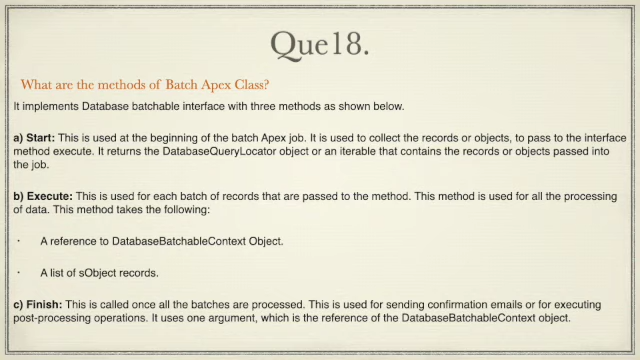 Que18.
What are the methods of Batch Apex Class?
It implements Database batchable interface with three methods as shown below.
a) Start: This is used at the beginning of the batch Apex job. It is used to collect the records or objects, to pass to the interface
method execute. It returns the DatabaseQueryLocator object or an iterable that contains the records or objects passed into
the job.
b) Execute: This is used for each batch of records that are passed to the method. This method is used for all the processing
of data. This method takes the following:
· A reference to DatabaseBatchableContext Object.
· A list of sObject records.
c) Finish: This is called once all the batches are processed. This is used for sending confirmation emails or for executing
post-processing operations. It uses one argument, which is the reference of the DatabaseBatchableContext object.